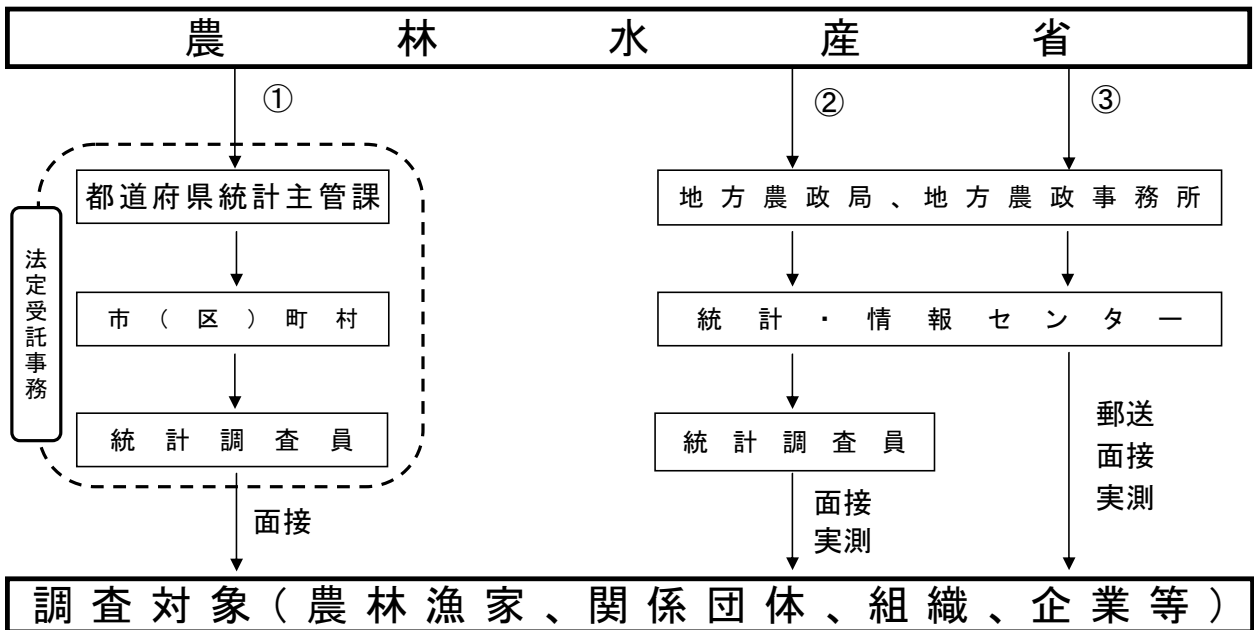 農林水産省
①
②
③
都道府県統計主管課
地方農政局、地方農政事務所
法定受託事務
市（区）町村
統計・情報センター
統計調査員
統計調査員
郵送
面接
実測
面接
面接
実測
調査対象（農林漁家、関係団体、組織、企業等）